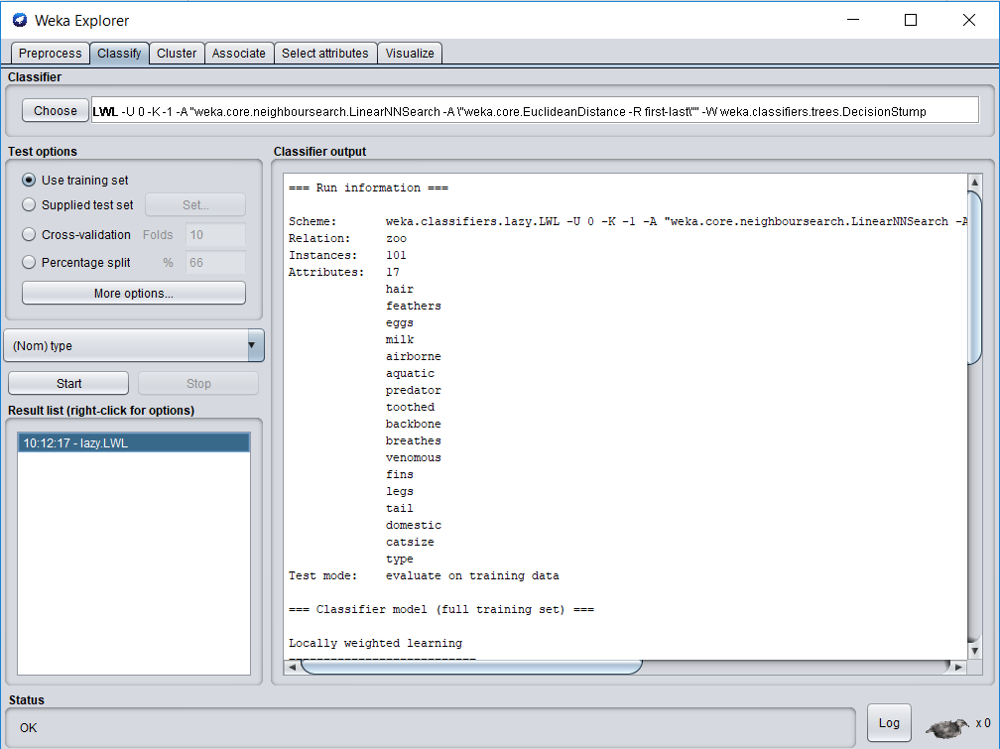 Weka Explorer
Preprocess Classify Cluster Associate Select attributes Visualize
Classifier
Choose LWL -U 0 -K -1 -A "weka.core.neighboursearch.LinearNNSearch -A \"weka.core.EuclideanDistance -R first-last\"" -W weka.classifiers.trees.DecisionStump
Test options
Use training set
Supplied test set Set...
Cross-validation Folds 10
Percentage split % 66
More options...
(Nom) type
Start Stop
Result list (right-click for options)
10:12:17 - lazy.LWL
Classifier output
=== Run information ===
Scheme: weka.classifiers.lazy.LWL -U 0 -K -1 -A "weka.core.neighboursearch.LinearNNSearch -A
Relation: zoo
Instances: 101
Attributes: 17
hair
feathers
eggs
milk
airborne
aquatic
predator
toothed
backbone
breathes
venomous
fins
legs
tail
domestic
catsize
type
Test mode: evaluate on training data
=== Classifier model (full training set) ===
Locally weighted learning
===========================
Status
OK
Log x 0